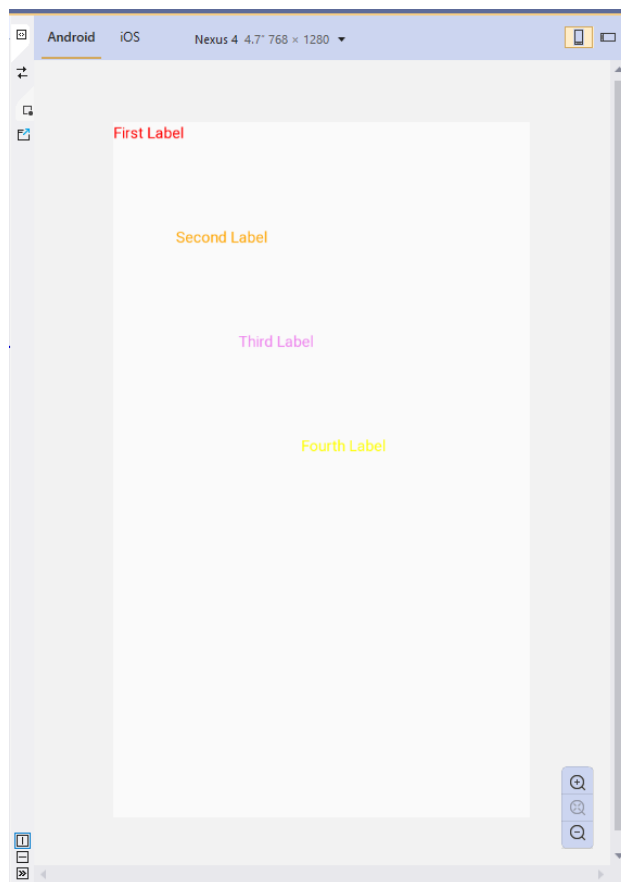 Android iOS Nexus 4 4.7" 768 × 1280
First Label
Second Label
Third Label
Fourth Label